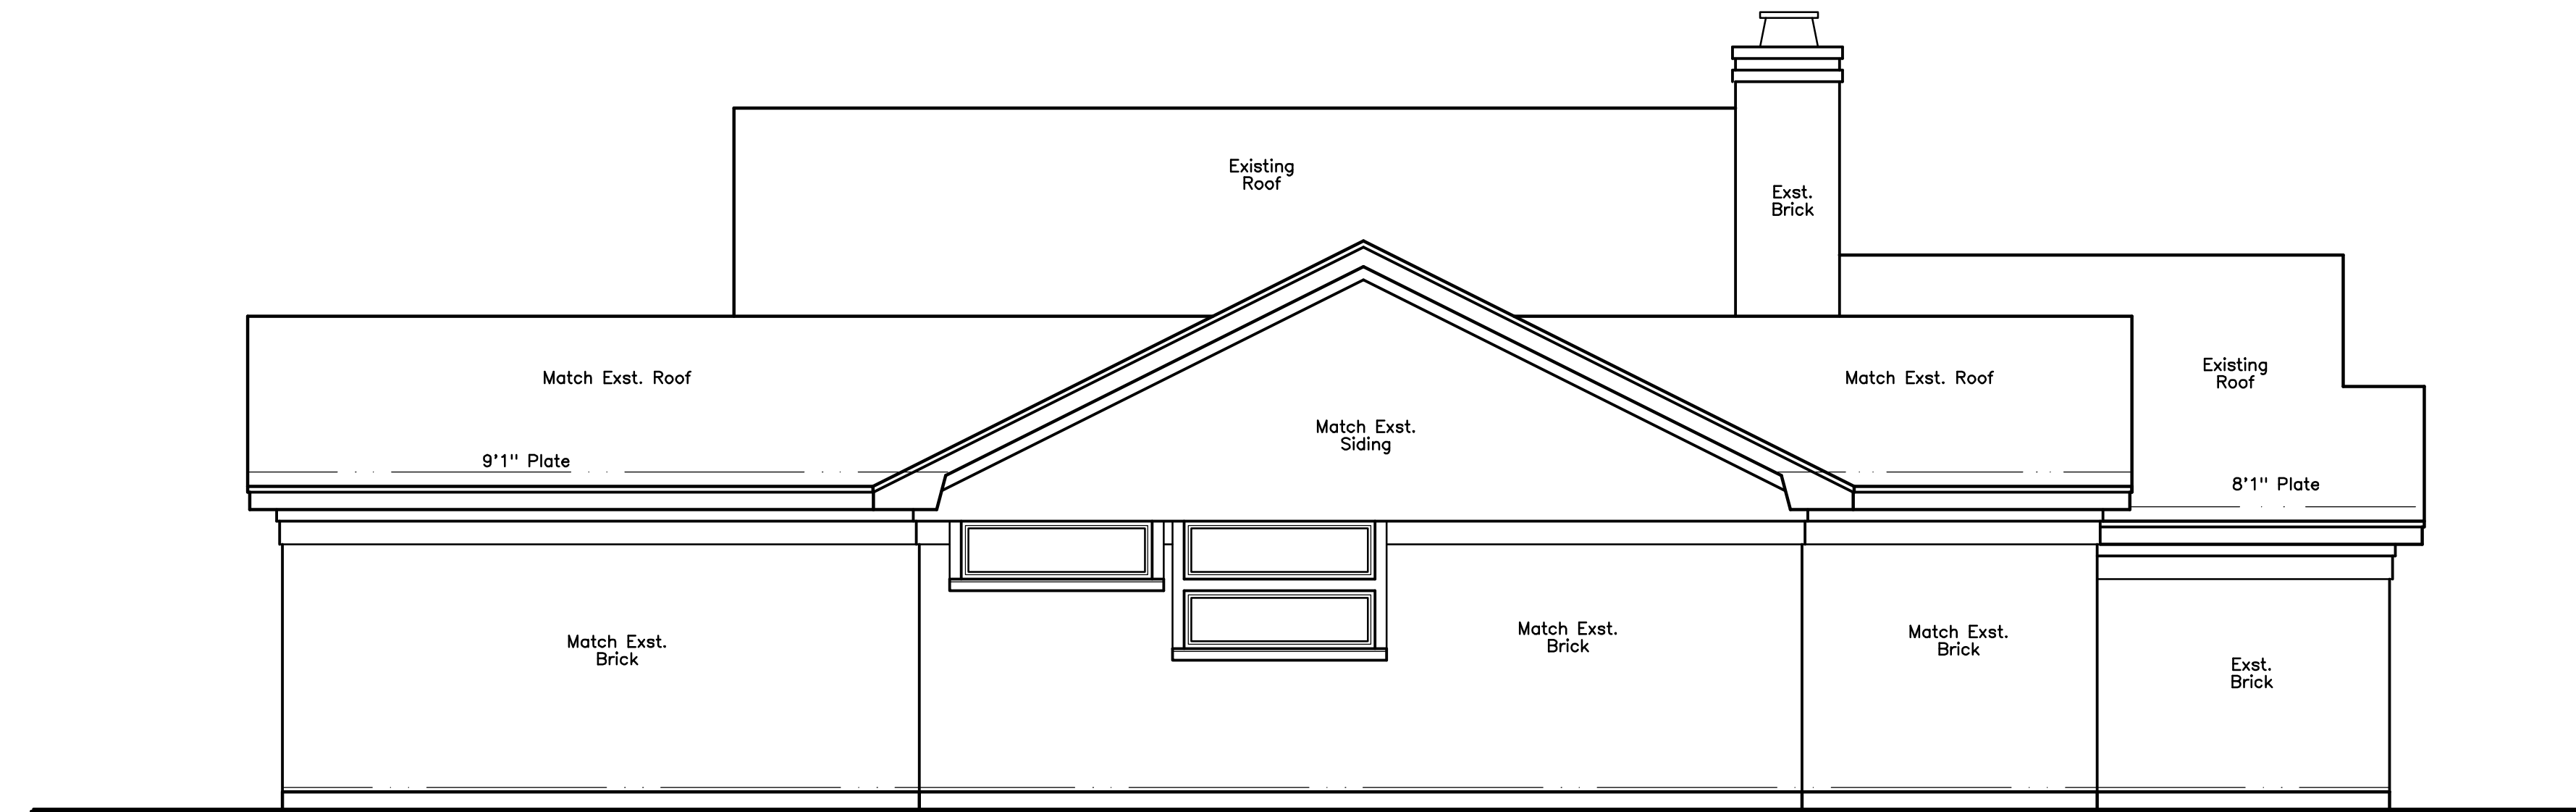 Existing
Roof
Exst.
Brick
Match Exst. Roof
Match Exst. Roof
Existing
Roof
Match Exst.
Siding
9'1" Plate
8'1" Plate
Match Exst.
Brick
Match Exst.
Brick
Match Exst.
Brick
Exst.
Brick